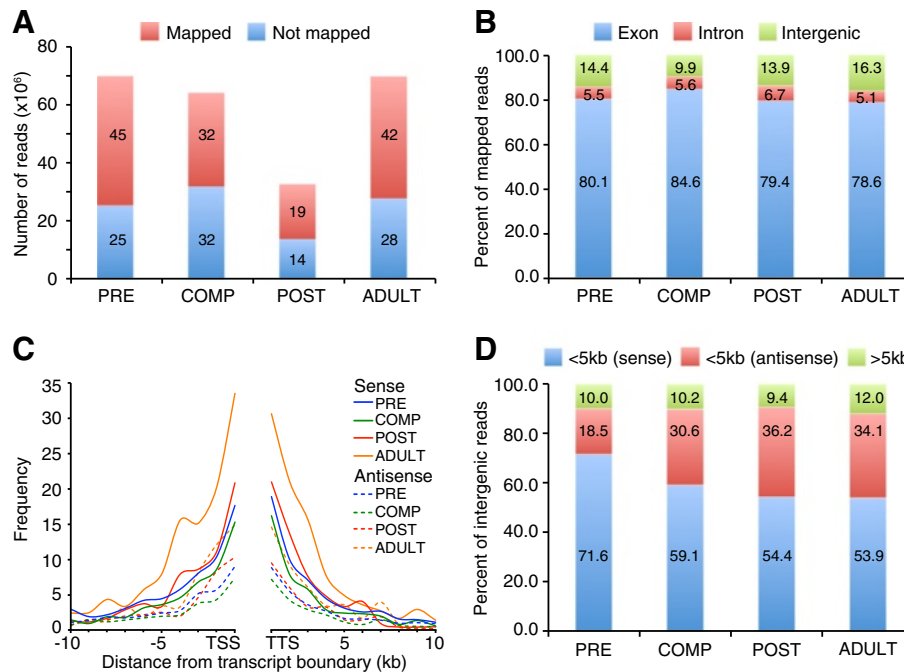 A
Mapped Not mapped
Number of reads (x10⁶)
80
60
40
20
0
45 32 19 42
25 32 14 28
PRE COMP POST ADULT
B
Exon Intron Intergenic
Percent of mapped reads
100.0
80.0
60.0
40.0
20.0
0.0
14.4 9.9 13.9 16.3
5.5 5.6 6.7 5.1
80.1 84.6 79.4 78.6
PRE COMP POST ADULT
C
Frequency
35
30
25
20
15
10
5
0
Sense
PRE
COMP
POST
ADULT
Antisense
PRE
COMP
POST
ADULT
-10 -5 TSS TTS 5 10
Distance from transcript boundary (kb)
D
<5kb (sense) <5kb (antisense) >5kb
Percent of intergenic reads
100.0
80.0
60.0
40.0
20.0
0.0
10.0 10.2 9.4 12.0
18.5 30.6 36.2 34.1
71.6 59.1 54.4 53.9
PRE COMP POST ADULT